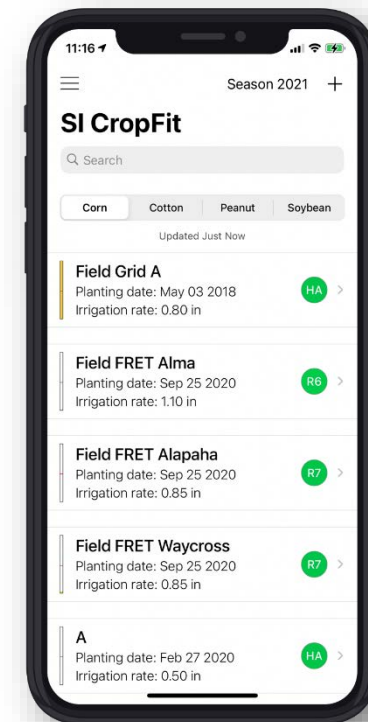 11:16
Season 2021 +
SI CropFit
Search
Corn Cotton Peanut Soybean
Updated Just Now
Field Grid A
Planting date: May 03 2018
Irrigation rate: 0.80 in
HA
Field FRET Alma
Planting date: Sep 25 2020
Irrigation rate: 1.10 in
R6
Field FRET Alapaha
Planting date: Sep 25 2020
Irrigation rate: 0.85 in
R7
Field FRET Waycross
Planting date: Sep 25 2020
Irrigation rate: 0.85 in
R7
A
Planting date: Feb 27 2020
Irrigation rate: 0.50 in
HA